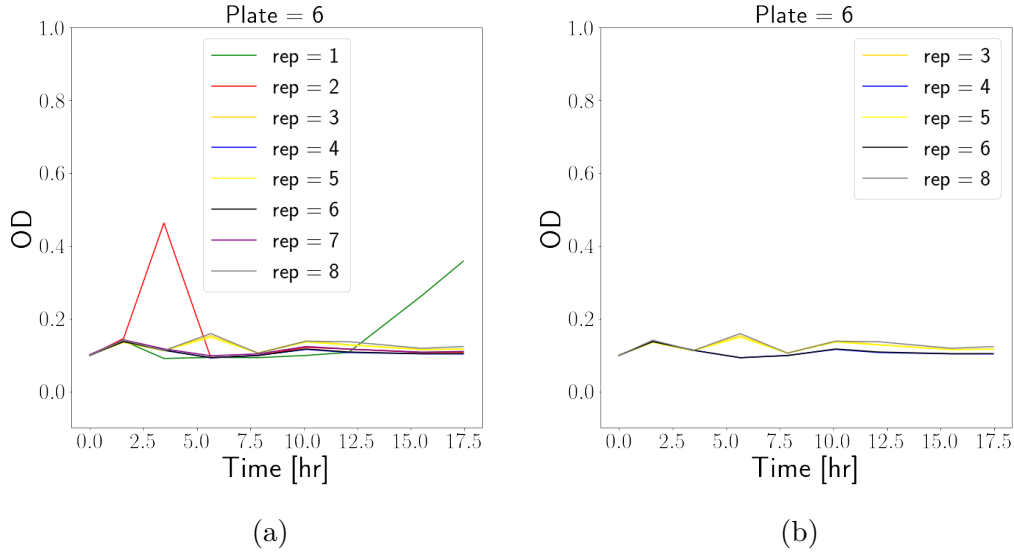 Plate = 6
1.0
0.8
0.6
0.4
0.2
0.0
OD
rep = 1
rep = 2
rep = 3
rep = 4
rep = 5
rep = 6
rep = 7
rep = 8
0.0 2.5 5.0 7.5 10.0 12.5 15.0 17.5
Time [hr]
(a)
Plate = 6
1.0
0.8
0.6
0.4
0.2
0.0
OD
rep = 3
rep = 4
rep = 5
rep = 6
rep = 8
0.0 2.5 5.0 7.5 10.0 12.5 15.0 17.5
Time [hr]
(b)